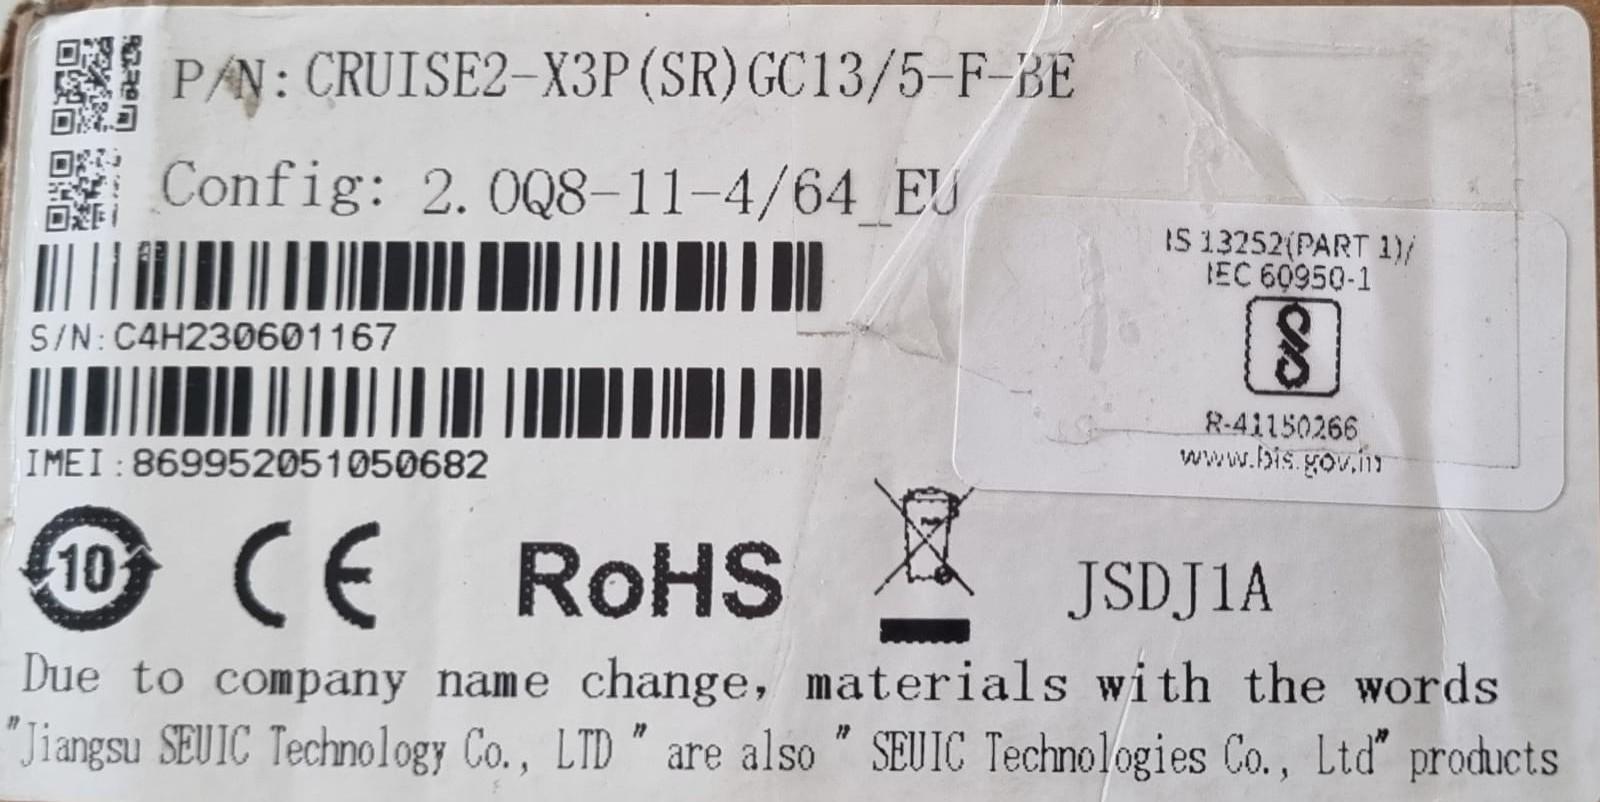 P/N: CRUISE2-X3P(SR)GC13/5-F-BE
Config: 2.0Q8-11-4/64_EU
IS 13252(PART 1)/
IEC 60950-1
R-41150266
www.bis.gov.in
S/N:C4H230601167
IMEI:869952051050682
10
CE
RoHS
JSDJ1A
Due to company name change, materials with the words
"Jiangsu SEUIC Technology Co., LTD " are also " SEUIC Technologies Co., Ltd" products